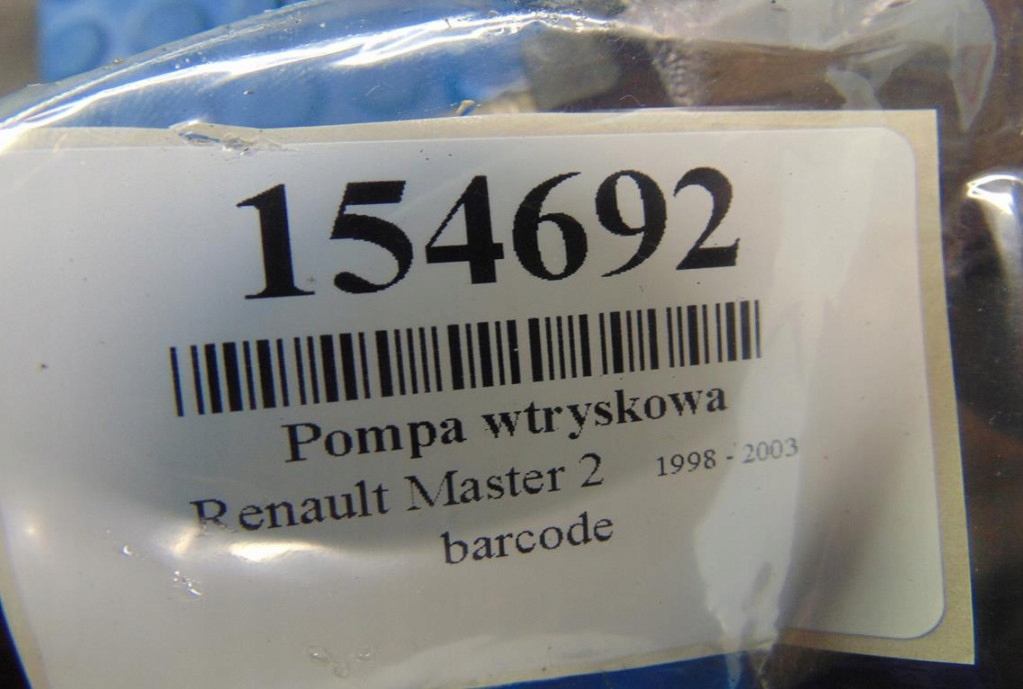 154692
Pompa wtryskowa
Renault Master 2 1998 - 2003
barcode